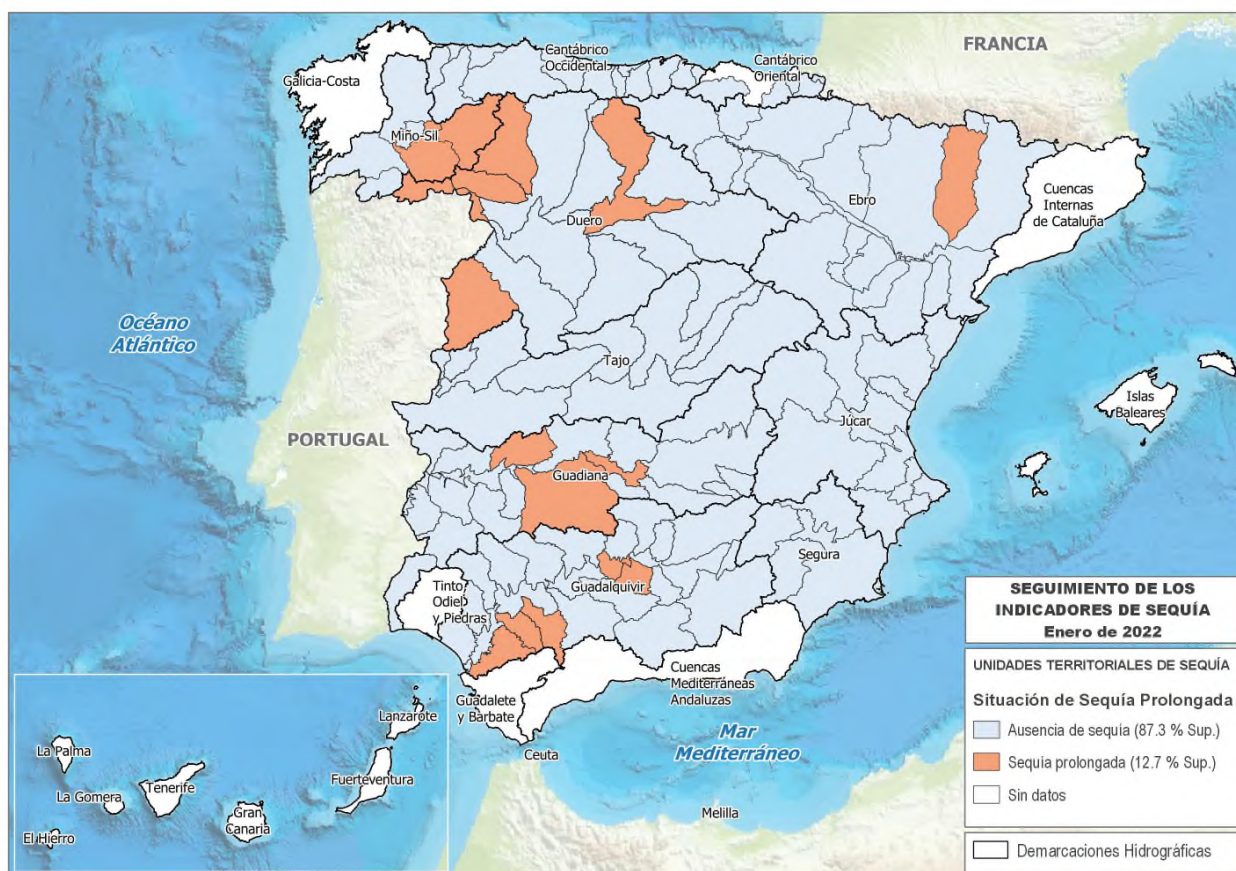 FRANCIA
Cantábrico
Occidental
Cantábrico
Oriental
Galicia-Costa
Miño-Sil
Ebro
Cuencas
Internas
de Cataluña
Duero
Océano
Atlántico
Tajo
Islas
Baleares
PORTUGAL
Júcar
Guadiana
Segura
Tinto,
Odiel
y Piedras
Guadalquivir
Cuencas
Mediterráneas
Andaluzas
Guadalete
y Barbate
Mar
Mediterráneo
Ceuta
Melilla
Lanzarote
La Palma
Fuerteventura
Tenerife
La Gomera
Gran
Canaria
El Hierro
SEGUIMIENTO DE LOS
INDICADORES DE SEQUÍA
Enero de 2022
UNIDADES TERRITORIALES DE SEQUÍA
Situación de Sequía Prolongada
Ausencia de sequía (87.3 % Sup.)
Sequía prolongada (12.7 % Sup.)
Sin datos
Demarcaciones Hidrográficas